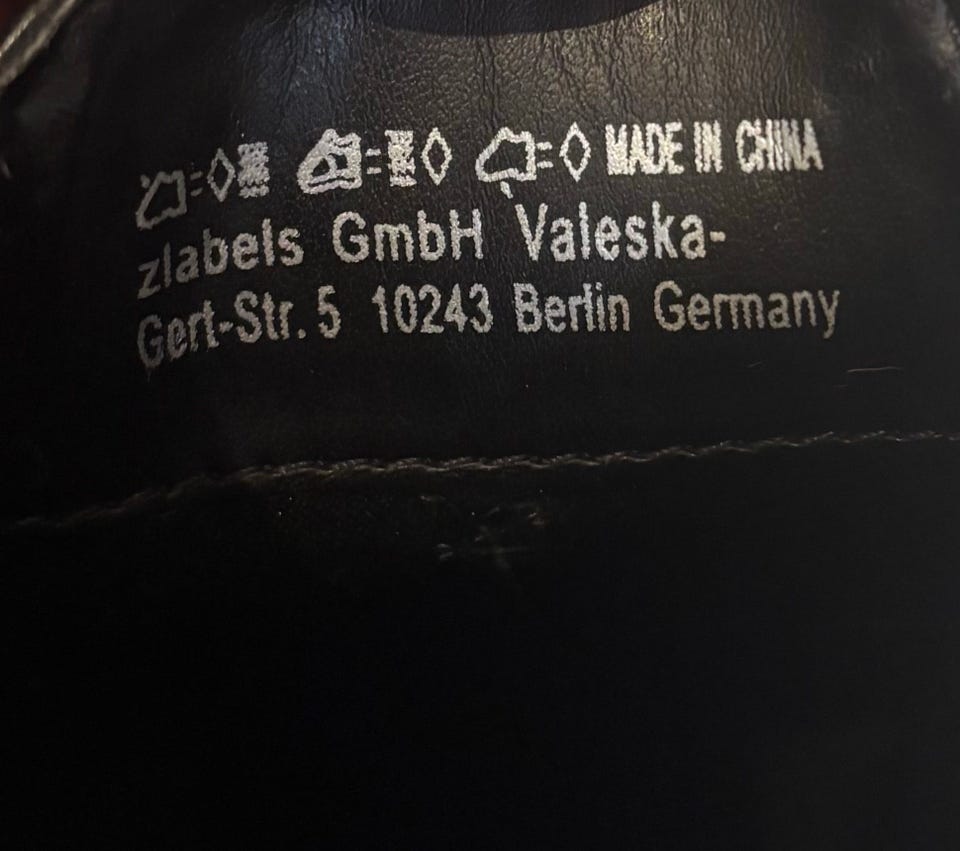 MADE IN CHINA
zlabels GmbH Valeska-
Gert-Str. 5 10243 Berlin Germany